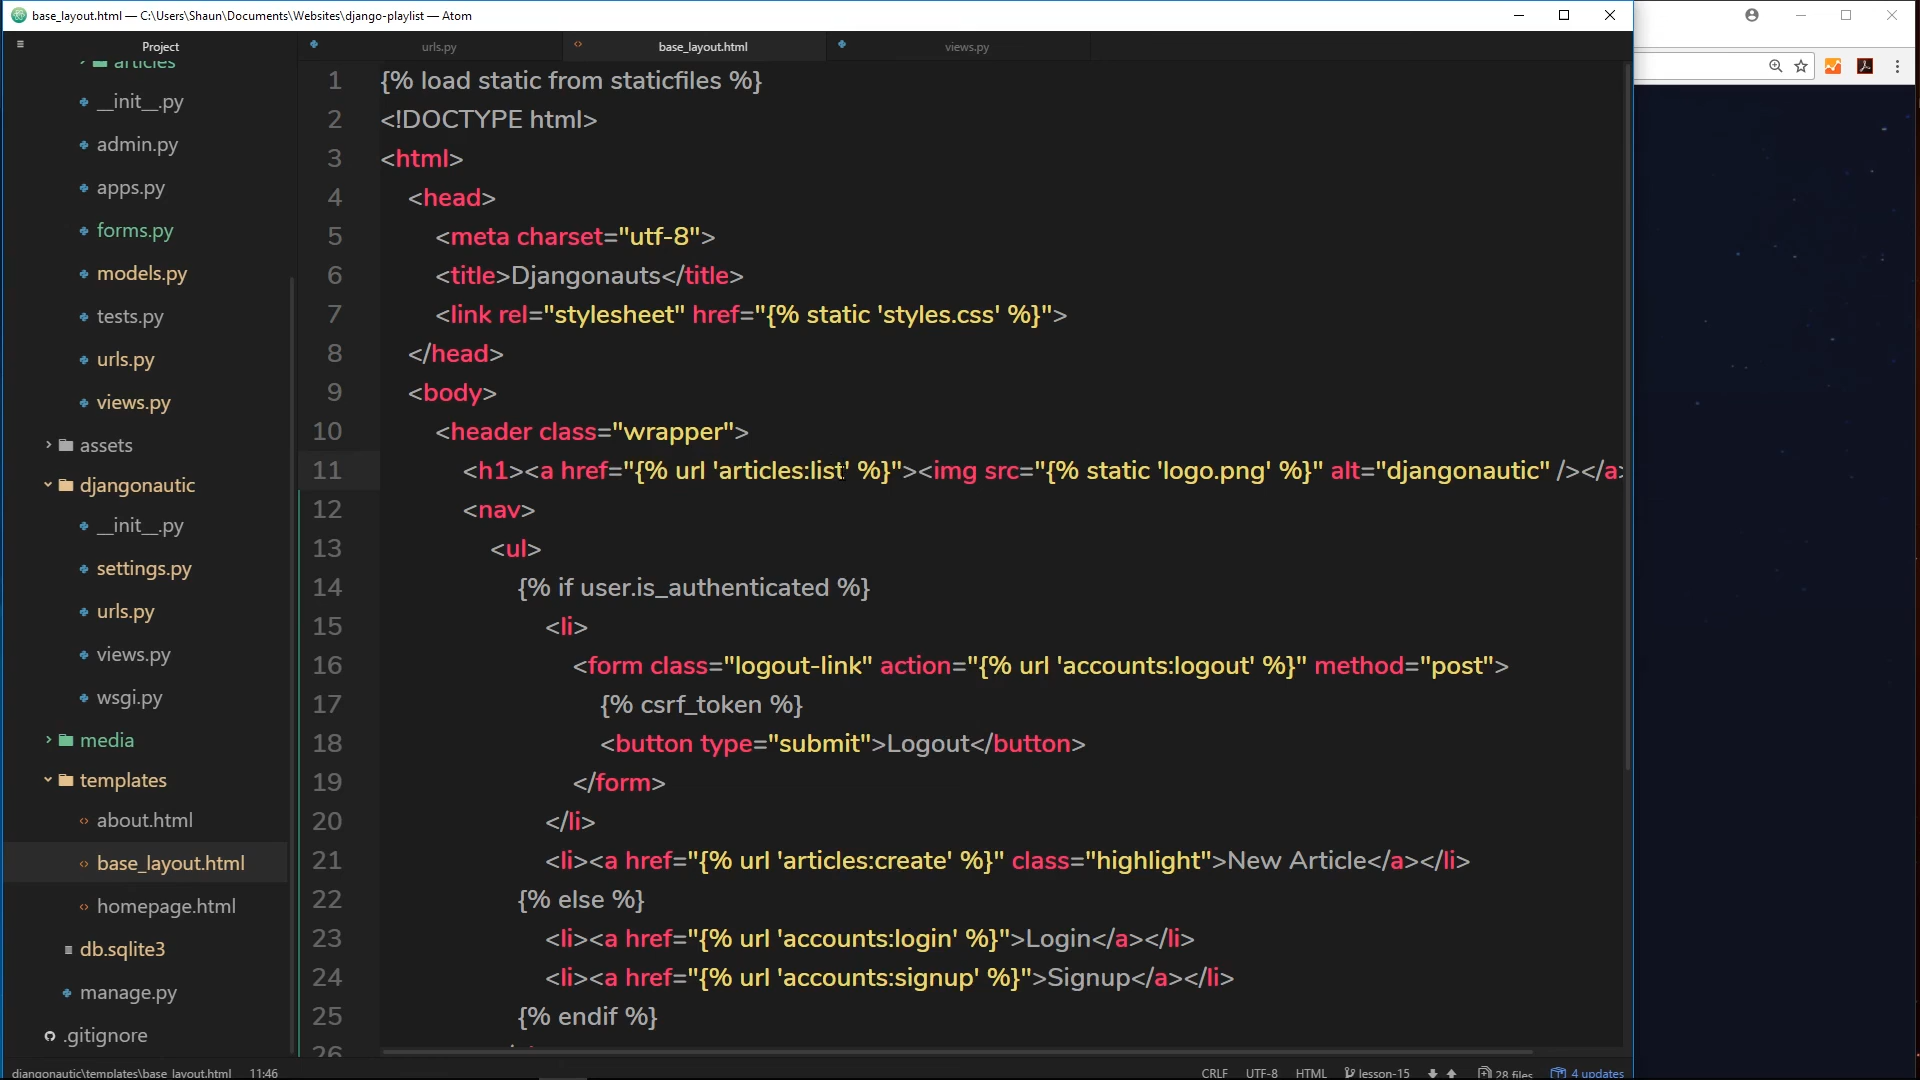 base_layout.html — C:\Users\Shaun\Documents\Websites\django-playlist — Atom
Project
urls.py
base_layout.html
views.py
articles
__init__.py
admin.py
apps.py
forms.py
models.py
tests.py
urls.py
views.py
assets
djangonautic
__init__.py
settings.py
urls.py
views.py
wsgi.py
media
templates
about.html
base_layout.html
homepage.html
db.sqlite3
manage.py
.gitignore
1 {% load static from staticfiles %}
2 <!DOCTYPE html>
3 <html>
4 <head>
5 <meta charset="utf-8">
6 <title>Djangonauts</title>
7 <link rel="stylesheet" href="{% static 'styles.css' %}">
8 </head>
9 <body>
10 <header class="wrapper">
11 <h1><a href="{% url 'articles:list' %}"><img src="{% static 'logo.png' %}" alt="djangonautic" /></a>
12 <nav>
13 <ul>
14 {% if user.is_authenticated %}
15 <li>
16 <form class="logout-link" action="{% url 'accounts:logout' %}" method="post">
17 {% csrf_token %}
18 <button type="submit">Logout</button>
19 </form>
20 </li>
21 <li><a href="{% url 'articles:create' %}" class="highlight">New Article</a></li>
22 {% else %}
23 <li><a href="{% url 'accounts:login' %}">Login</a></li>
24 <li><a href="{% url 'accounts:signup' %}">Signup</a></li>
25 {% endif %}
26
djangonautic\templates\base_layout.html 11:46
CRLF UTF-8 HTML lesson-15 28 files 4 updates